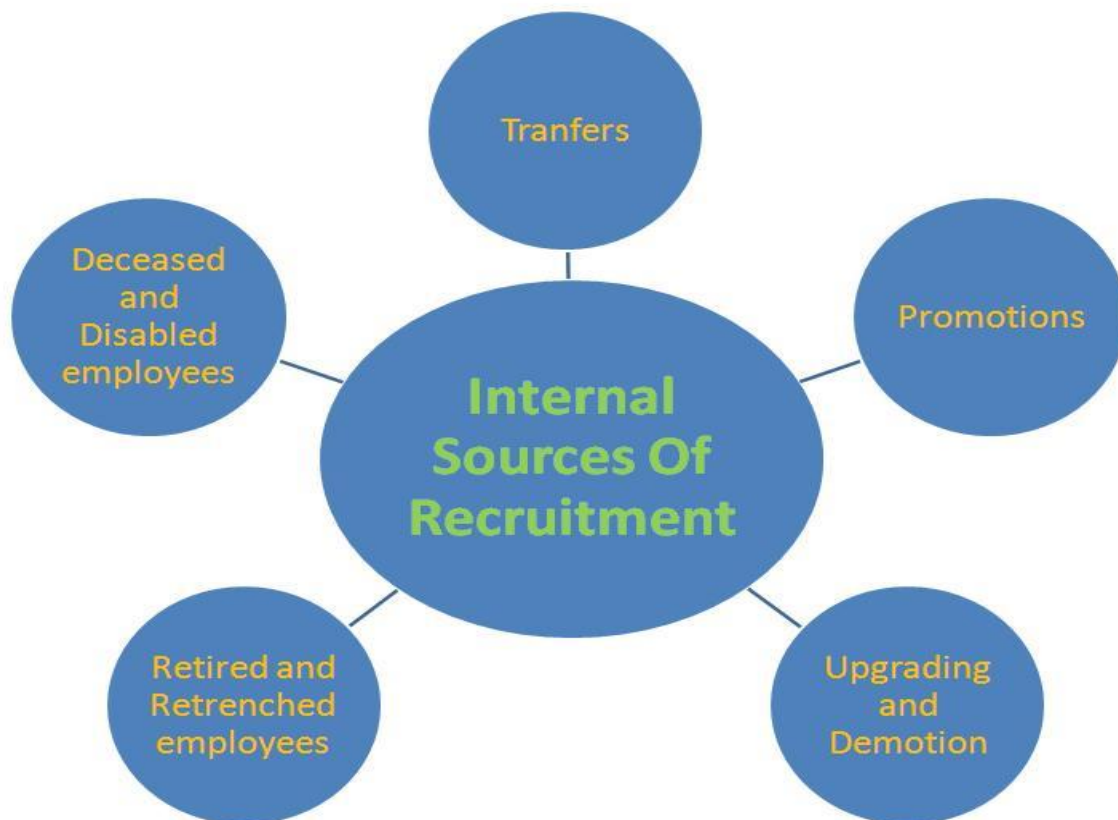 Tranfers
Deceased
and
Disabled
employees
Promotions
Internal
Sources Of
Recruitment
Retired and
Retrenched
employees
Upgrading
and
Demotion